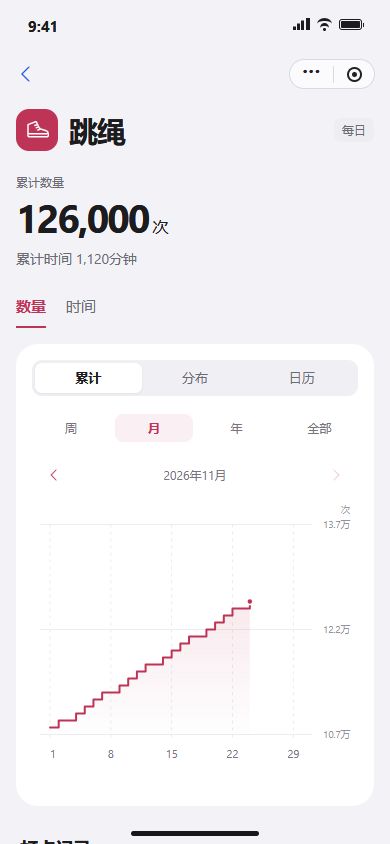 9:41
跳绳
每日
累计数量
126,000次
累计时间 1,120分钟
数量 时间
累计 分布 日历
周 月 年 全部
2026年11月
次
13.7万
12.2万
10.7万
1 8 15 22 29